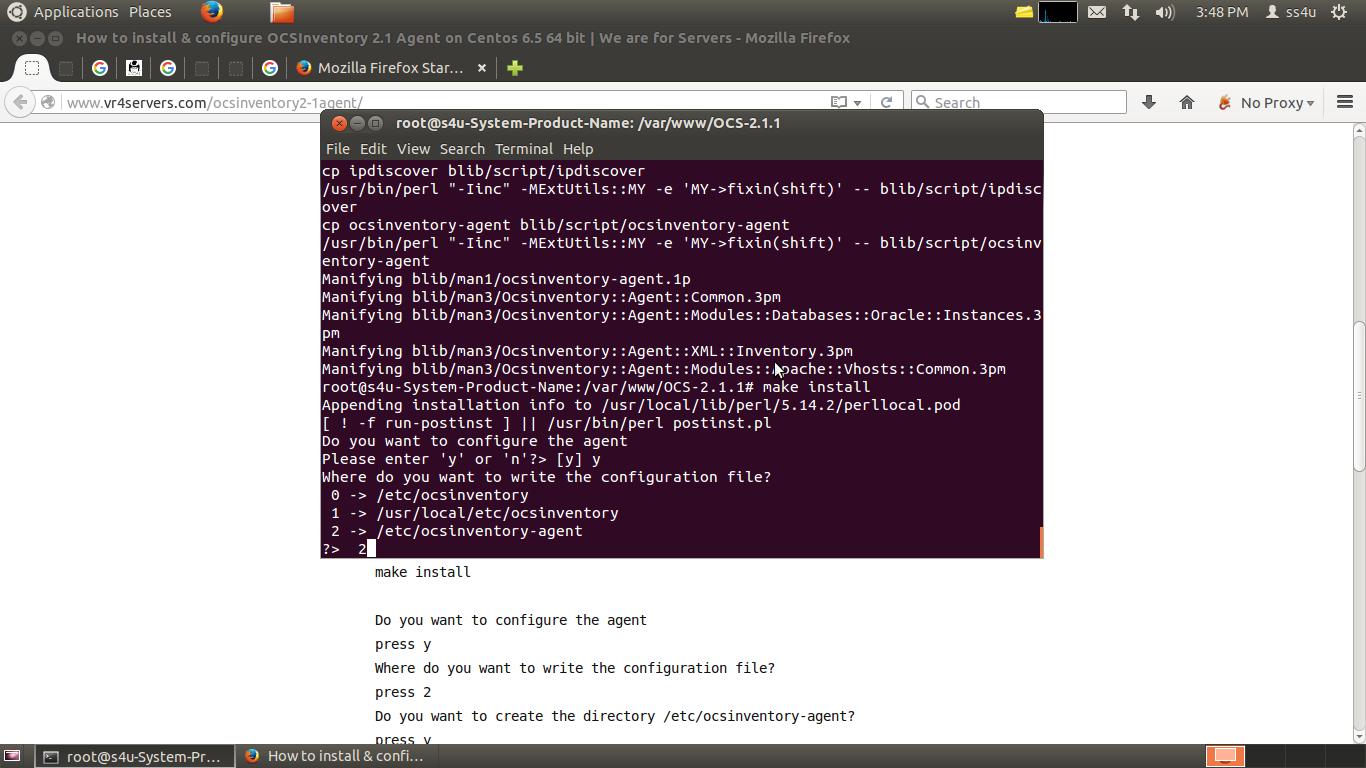 Applications Places
3:48 PM ss4u
How to install & configure OCSInventory 2.1 Agent on Centos 6.5 64 bit | We are for Servers - Mozilla Firefox
Mozilla Firefox Star...
www.vr4servers.com/ocsinventory2-1agent/
Search
No Proxy
root@s4u-System-Product-Name: /var/www/OCS-2.1.1
File Edit View Search Terminal Help
cp ipdiscover blib/script/ipdiscover
/usr/bin/perl "-Iinc" -MExtUtils::MY -e 'MY->fixin(shift)' -- blib/script/ipdisc
over
cp ocsinventory-agent blib/script/ocsinventory-agent
/usr/bin/perl "-Iinc" -MExtUtils::MY -e 'MY->fixin(shift)' -- blib/script/ocsinv
entory-agent
Manifying blib/man1/ocsinventory-agent.1p
Manifying blib/man3/Ocsinventory::Agent::Common.3pm
Manifying blib/man3/Ocsinventory::Agent::Modules::Databases::Oracle::Instances.3
pm
Manifying blib/man3/Ocsinventory::Agent::XML::Inventory.3pm
Manifying blib/man3/Ocsinventory::Agent::Modules::Apache::Vhosts::Common.3pm
root@s4u-System-Product-Name:/var/www/OCS-2.1.1# make install
Appending installation info to /usr/local/lib/perl/5.14.2/perllocal.pod
[ ! -f run-postinst ] || /usr/bin/perl postinst.pl
Do you want to configure the agent
Please enter 'y' or 'n'?> [y] y
Where do you want to write the configuration file?
0 -> /etc/ocsinventory
1 -> /usr/local/etc/ocsinventory
2 -> /etc/ocsinventory-agent
?> 2
make install
Do you want to configure the agent
press y
Where do you want to write the configuration file?
press 2
Do you want to create the directory /etc/ocsinventory-agent?
press y
root@s4u-System-Pr... How to install & confi...